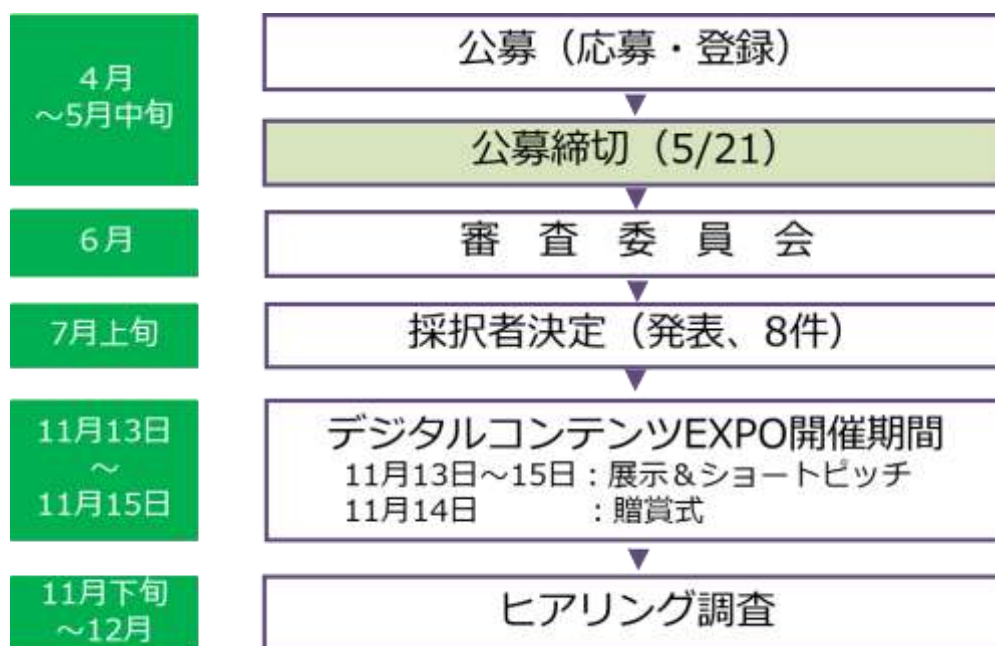 4月
~5月中旬
公募(応募・登録)
公募締切(5/21)
6月
審 査 委 員 会
7月上旬
採択者決定(発表、8件)
11月13日
~
11月15日
デジタルコンテンツEXPO開催期間
11月13日~15日:展示&ショートピッチ
11月14日 :贈賞式
11月下旬
~12月
ヒアリング調査